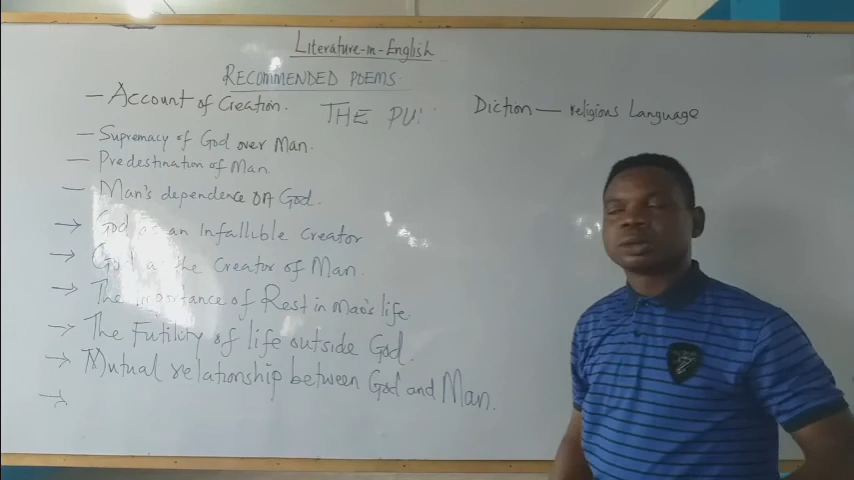 Literature-in-English
RECOMMENDED POEMS
- Account of Creation.
THE PU
Diction — religious Language
- Supremacy of God over Man.
- Predestination of Man.
- Man's dependence on God.
→ God as an Infallible creator
→ God as the Creator of Man.
→ The Importance of Rest in Man's life.
→ The Futility of life outside God.
→ Mutual relationship between God and Man.
→